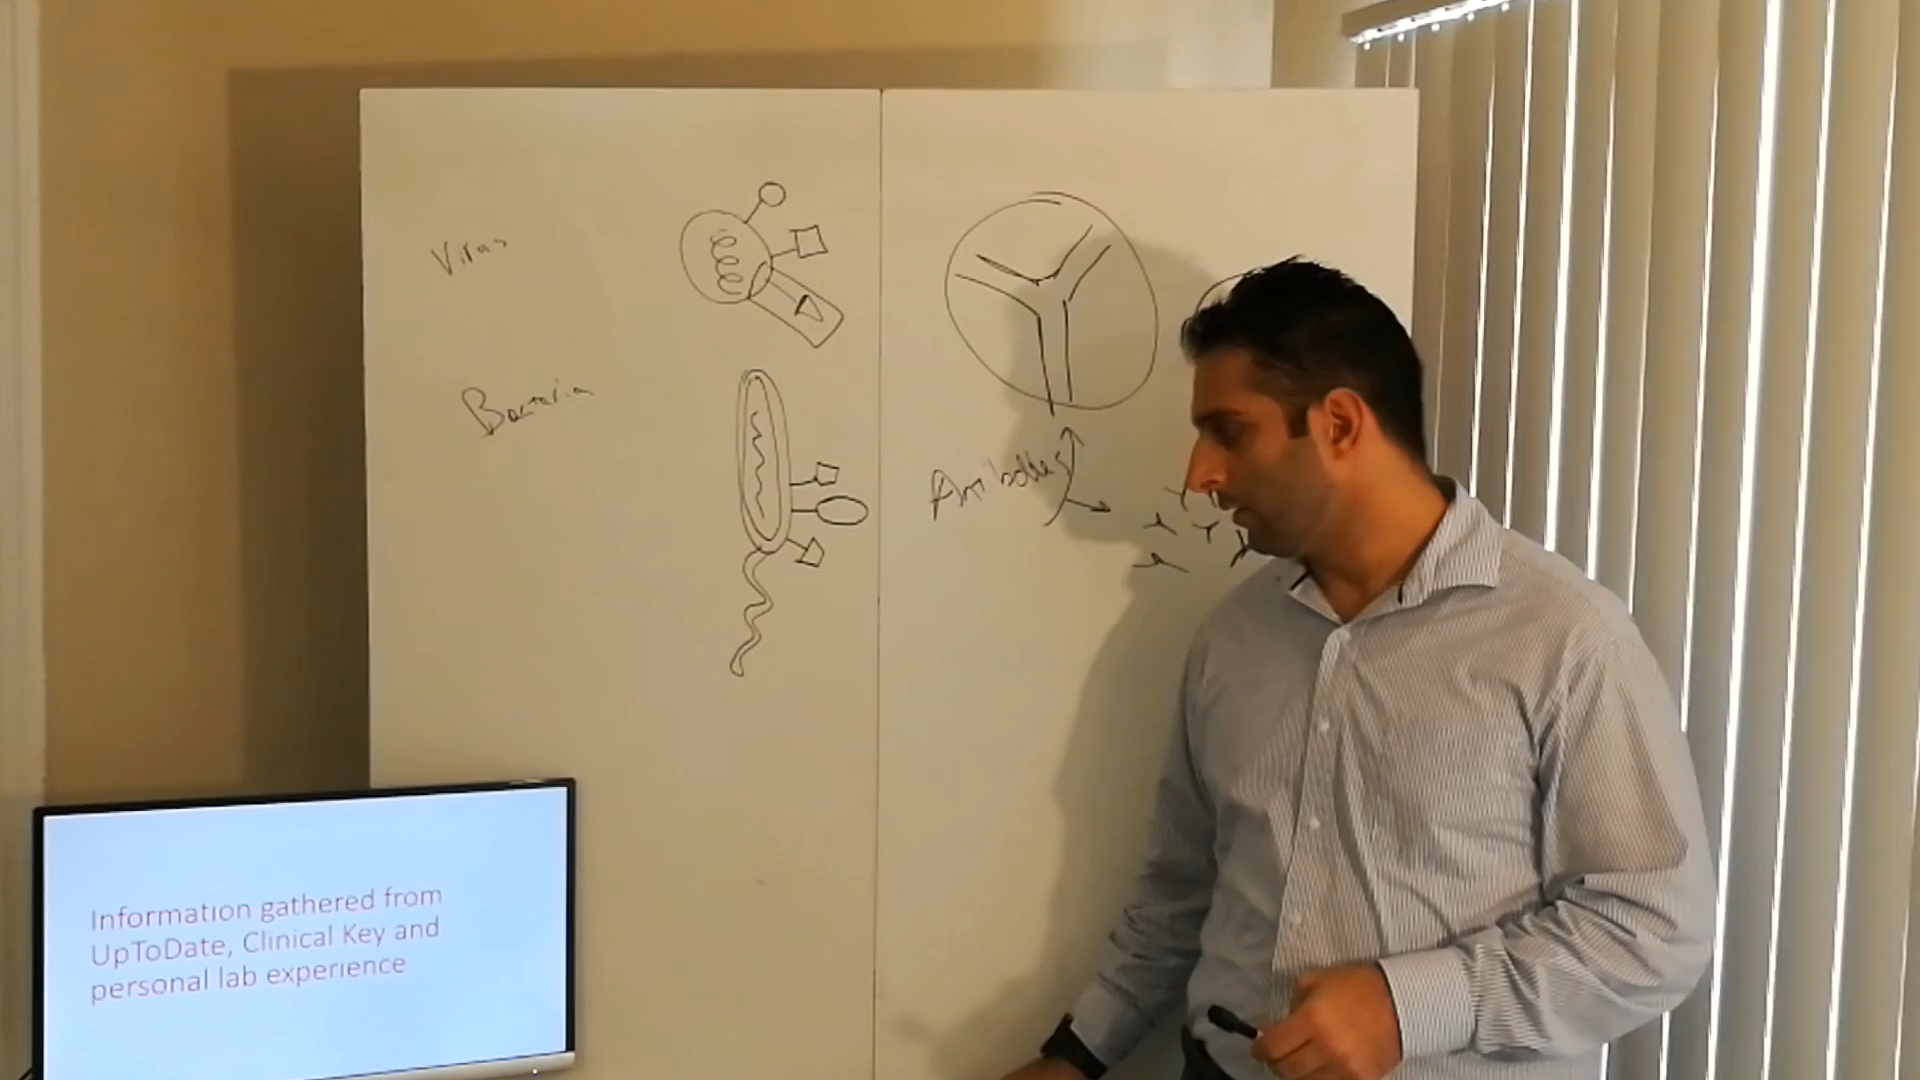 Virus
Bacteria
Antibodies
Information gathered from
UpToDate, Clinical Key and
personal lab experience